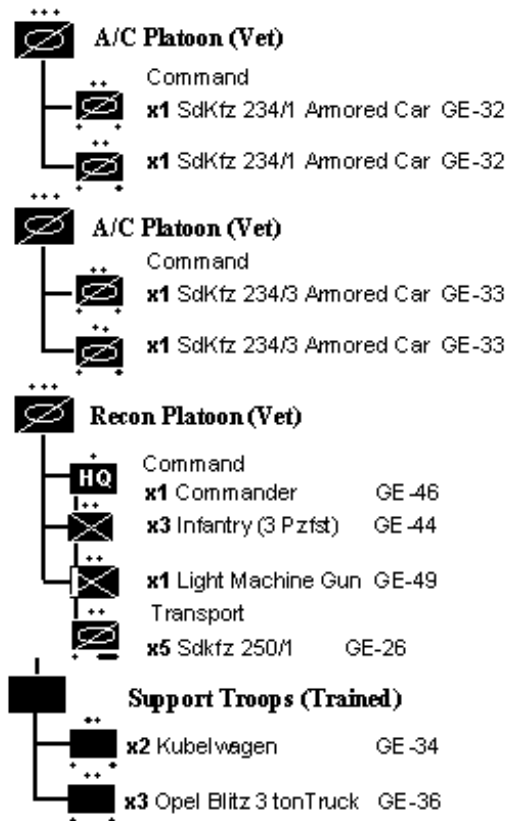 A/C Platoon (Vet)
Command
x1 SdKfz 234/1 Armored Car GE-32
x1 SdKfz 234/1 Armored Car GE-32
A/C Platoon (Vet)
Command
x1 SdKfz 234/3 Armored Car GE-33
x1 SdKfz 234/3 Armored Car GE-33
Recon Platoon (Vet)
HQ
Command
x1 Commander GE-46
x3 Infantry (3 Pzfst) GE-44
x1 Light Machine Gun GE-49
Transport
x5 Sdkfz 250/1 GE-26
Support Troops (Trained)
x2 Kubelwagen GE-34
x3 Opel Blitz 3 ton Truck GE-36